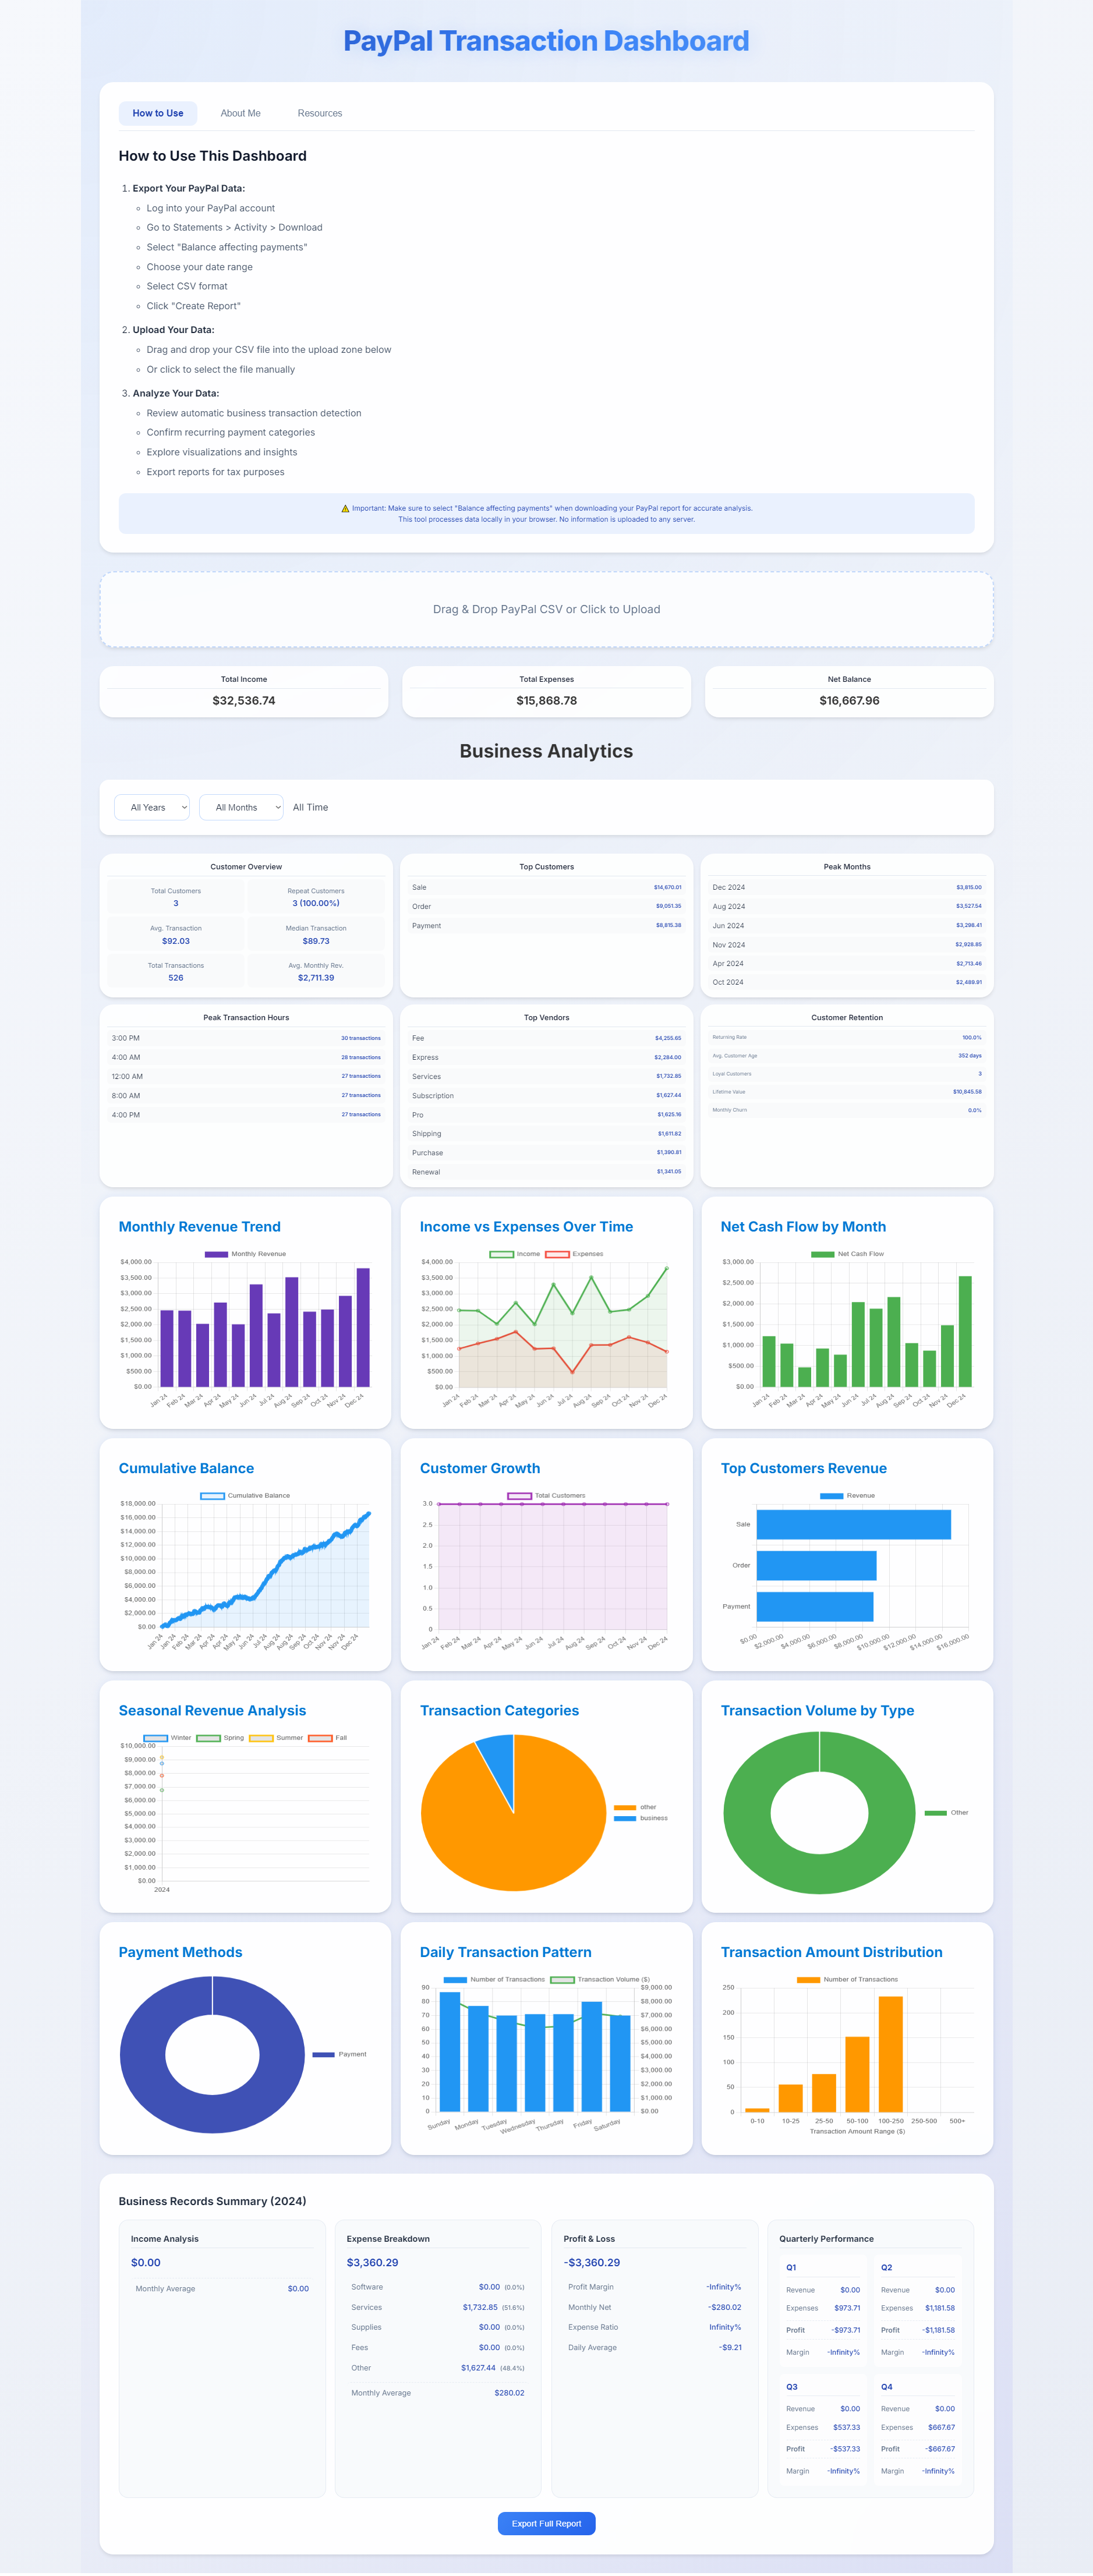 PayPal Transaction Dashboard
How to Use
About Me
Resources
How to Use This Dashboard
1. Export Your PayPal Data:
Log into your PayPal account
Go to Statements > Activity > Download
Select "Balance affecting payments"
Choose your date range
Select CSV format
Click "Create Report"
2. Upload Your Data:
Drag and drop your CSV file into the upload zone below
Or click to select the file manually
3. Analyze Your Data:
Review automatic business transaction detection
Confirm recurring payment categories
Explore visualizations and insights
Export reports for tax purposes
⚠️ Important: Make sure to select "Balance affecting payments" when downloading your PayPal report for accurate analysis.
This tool processes data locally in your browser. No information is uploaded to any server.
Drag & Drop PayPal CSV or Click to Upload
Total Income
$32,536.74
Total Expenses
$15,868.78
Net Balance
$16,667.96
Business Analytics
All Years
All Months
All Time
Customer Overview
Total Customers
3
Repeat Customers
3 (100.00%)
Avg. Transaction
$92.03
Median Transaction
$89.73
Total Transactions
526
Avg. Monthly Rev.
$2,711.39
Top Customers
Sale $14,670.01
Order $9,051.35
Payment $8,815.38
Peak Months
Dec 2024 $3,815.00
Aug 2024 $3,527.54
Jun 2024 $3,298.41
Nov 2024 $2,928.85
Apr 2024 $2,713.46
Oct 2024 $2,489.91
Peak Transaction Hours
3:00 PM 30 transactions
4:00 AM 28 transactions
12:00 AM 27 transactions
8:00 AM 27 transactions
4:00 PM 27 transactions
Top Vendors
Fee $4,255.65
Express $2,284.00
Services $1,732.85
Subscription $1,627.44
Pro $1,625.16
Shipping $1,611.82
Purchase $1,390.81
Renewal $1,341.05
Customer Retention
Returning Rate 100.0%
Avg. Customer Age 352 days
Loyal Customers 3
Lifetime Value $10,845.58
Monthly Churn 0.0%
Monthly Revenue Trend
Monthly Revenue
$4,000.00
$3,500.00
$3,000.00
$2,500.00
$2,000.00
$1,500.00
$1,000.00
$500.00
$0.00
Jan 24 Feb 24 Mar 24 Apr 24 May 24 Jun 24 Jul 24 Aug 24 Sep 24 Oct 24 Nov 24 Dec 24
Income vs Expenses Over Time
Income Expenses
$4,000.00
$3,500.00
$3,000.00
$2,500.00
$2,000.00
$1,500.00
$1,000.00
$500.00
$0.00
Jan 24 Feb 24 Mar 24 Apr 24 May 24 Jun 24 Jul 24 Aug 24 Sep 24 Oct 24 Nov 24 Dec 24
Net Cash Flow by Month
Net Cash Flow
$3,000.00
$2,500.00
$2,000.00
$1,500.00
$1,000.00
$500.00
$0.00
Jan 24 Feb 24 Mar 24 Apr 24 May 24 Jun 24 Jul 24 Aug 24 Sep 24 Oct 24 Nov 24 Dec 24
Cumulative Balance
Cumulative Balance
$18,000.00
$16,000.00
$14,000.00
$12,000.00
$10,000.00
$8,000.00
$6,000.00
$4,000.00
$2,000.00
$0.00
Jan 24 Jan 24 Feb 24 Mar 24 Apr 24 Apr 24 May 24 Jun 24 Jul 24 Aug 24 Aug 24 Sep 24 Oct 24 Nov 24 Nov 24 Dec 24
Customer Growth
Total Customers
3.0
2.5
2.0
1.5
1.0
0.5
0
Jan 24 Feb 24 Mar 24 Apr 24 May 24 Jun 24 Jul 24 Aug 24 Sep 24 Oct 24 Nov 24 Dec 24
Top Customers Revenue
Revenue
Sale
Order
Payment
$0.00 $2,000.00 $4,000.00 $6,000.00 $8,000.00 $10,000.00 $12,000.00 $14,000.00 $16,000.00
Seasonal Revenue Analysis
Winter Spring Summer Fall
$10,000.00
$9,000.00
$8,000.00
$7,000.00
$6,000.00
$5,000.00
$4,000.00
$3,000.00
$2,000.00
$1,000.00
$0.00
2024
Transaction Categories
other
business
Transaction Volume by Type
Other
Payment Methods
Payment
Daily Transaction Pattern
Number of Transactions Transaction Volume ($)
90 $9,000.00
80 $8,000.00
70 $7,000.00
60 $6,000.00
50 $5,000.00
40 $4,000.00
30 $3,000.00
20 $2,000.00
10 $1,000.00
0 $0.00
Sunday Monday Tuesday Wednesday Thursday Friday Saturday
Transaction Amount Distribution
Number of Transactions
250
200
150
100
50
0
0-10 10-25 25-50 50-100 100-250 250-500 500+
Transaction Amount Range ($)
Business Records Summary (2024)
Income Analysis
$0.00
Monthly Average $0.00
Expense Breakdown
$3,360.29
Software $0.00 (0.0%)
Services $1,732.85 (51.6%)
Supplies $0.00 (0.0%)
Fees $0.00 (0.0%)
Other $1,627.44 (48.4%)
Monthly Average $280.02
Profit & Loss
-$3,360.29
Profit Margin -Infinity%
Monthly Net -$280.02
Expense Ratio Infinity%
Daily Average -$9.21
Quarterly Performance
Q1
Revenue $0.00
Expenses $973.71
Profit -$973.71
Margin -Infinity%
Q2
Revenue $0.00
Expenses $1,181.58
Profit -$1,181.58
Margin -Infinity%
Q3
Revenue $0.00
Expenses $537.33
Profit -$537.33
Margin -Infinity%
Q4
Revenue $0.00
Expenses $667.67
Profit -$667.67
Margin -Infinity%
Export Full Report